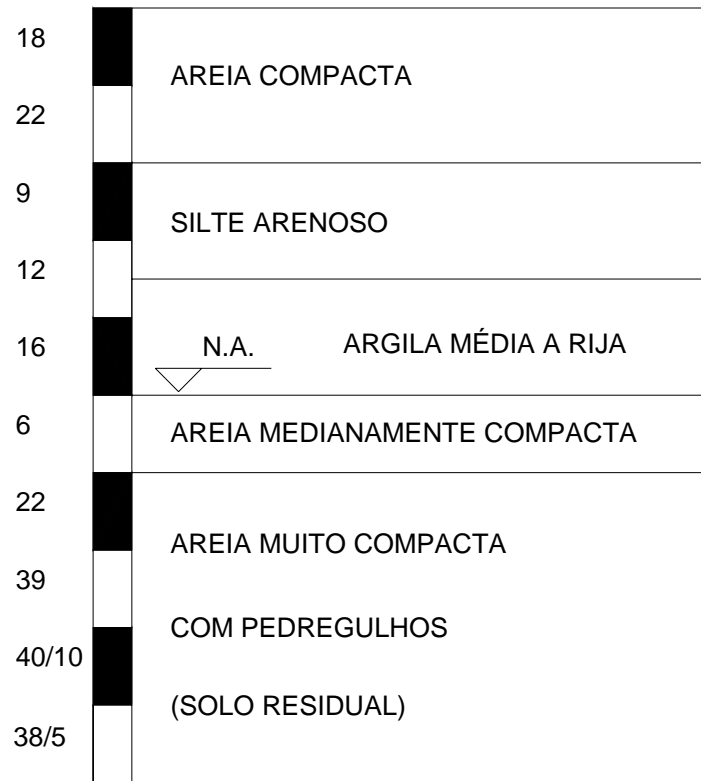 18
AREIA COMPACTA
22
9
SILTE ARENOSO
12
16
N.A.
ARGILA MÉDIA A RIJA
6
AREIA MEDIANAMENTE COMPACTA
22
AREIA MUITO COMPACTA
39
COM PEDREGULHOS
40/10
(SOLO RESIDUAL)
38/5